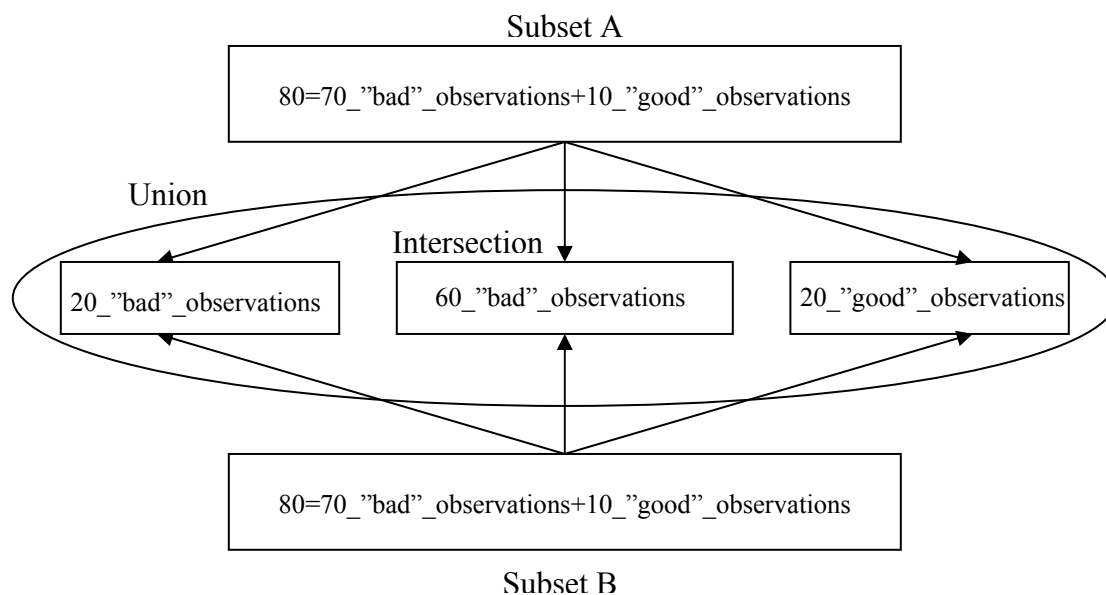 Subset A
80=70_”bad”_observations+10_”good”_observations
Union
Intersection
20_”bad”_observations
60_”bad”_observations
20_”good”_observations
80=70_”bad”_observations+10_”good”_observations
Subset B